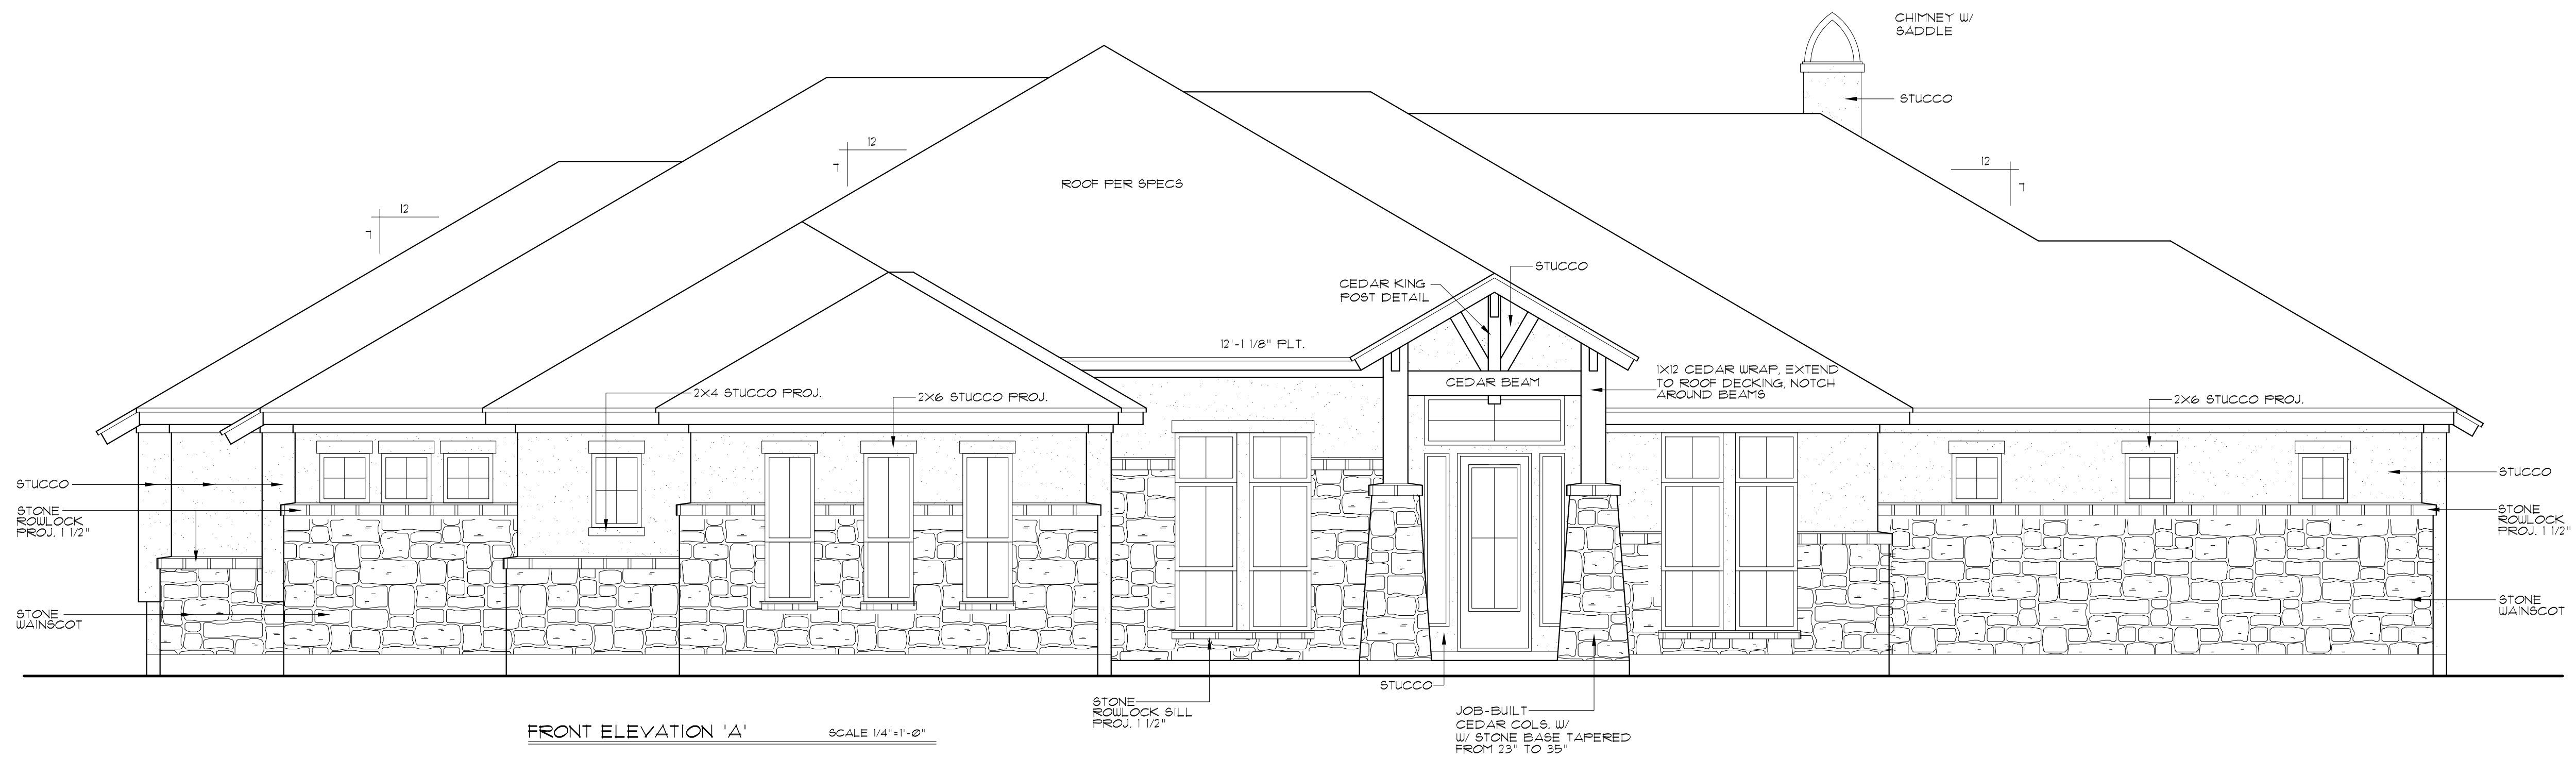 CHIMNEY W/
SADDLE
STUCCO
12
7
12
7
12
7
ROOF PER SPECS
STUCCO
CEDAR KING
POST DETAIL
12'-1 1/8" PLT.
1X12 CEDAR WRAP, EXTEND
TO ROOF DECKING, NOTCH
AROUND BEAMS
CEDAR BEAM
2X4 STUCCO PROJ.
2X6 STUCCO PROJ.
2X6 STUCCO PROJ.
STUCCO
STONE
ROWLOCK
PROJ. 1 1/2"
STONE
WAINSCOT
STUCCO
STONE
ROWLOCK
PROJ. 1 1/2"
STONE
WAINSCOT
STUCCO
STONE
ROWLOCK SILL
PROJ. 1 1/2"
JOB-BUILT
CEDAR COLS. W/
W/ STONE BASE TAPERED
FROM 23" TO 35"
FRONT ELEVATION 'A'
SCALE 1/4"=1'-0"